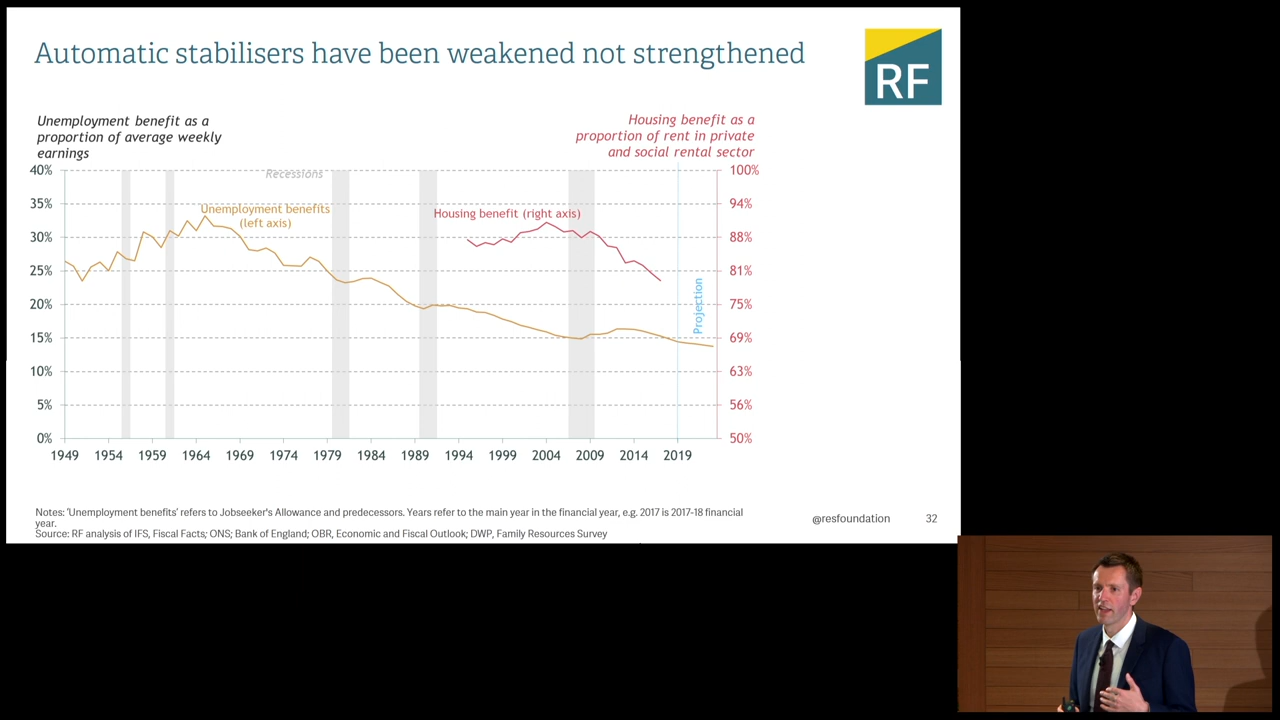 Automatic stabilisers have been weakened not strengthened
RF
Unemployment benefit as a
proportion of average weekly
earnings
Housing benefit as a
proportion of rent in private
and social rental sector
40%
35%
30%
25%
20%
15%
10%
5%
0%
Recessions
Unemployment benefits
(left axis)
Housing benefit (right axis)
Projection
100%
94%
88%
81%
75%
69%
63%
56%
50%
1949 1954 1959 1964 1969 1974 1979 1984 1989 1994 1999 2004 2009 2014 2019
Notes: 'Unemployment benefits' refers to Jobseeker's Allowance and predecessors. Years refer to the main year in the financial year, e.g. 2017 is 2017-18 financial
year.
Source: RF analysis of IFS, Fiscal Facts; ONS; Bank of England; OBR, Economic and Fiscal Outlook; DWP, Family Resources Survey
@resfoundation 32